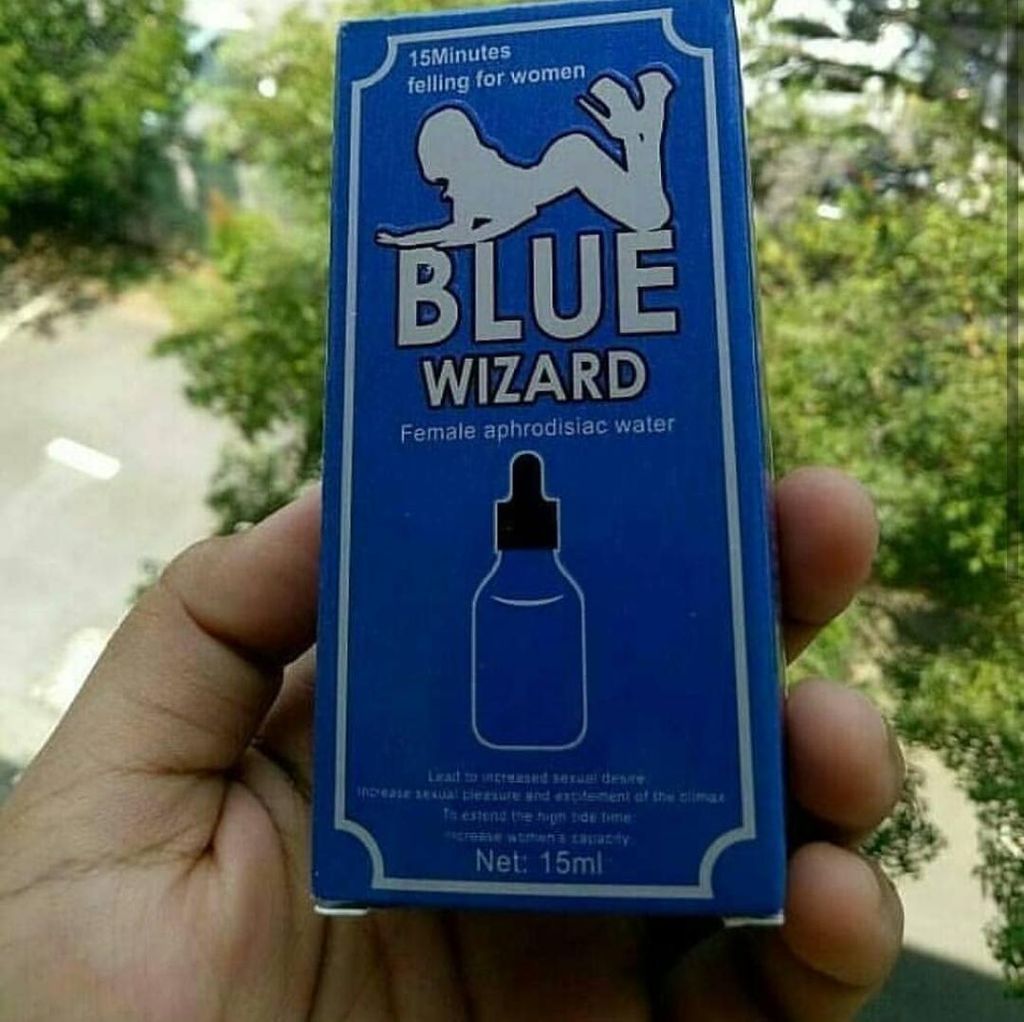 15Minutes
felling for women
BLUE
WIZARD
Female aphrodisiac water
Lead to increased sexual desire.
Increase sexual pleasure and excitement of the climax
To extend the high tide time.
Increase women's capacity.
Net: 15ml